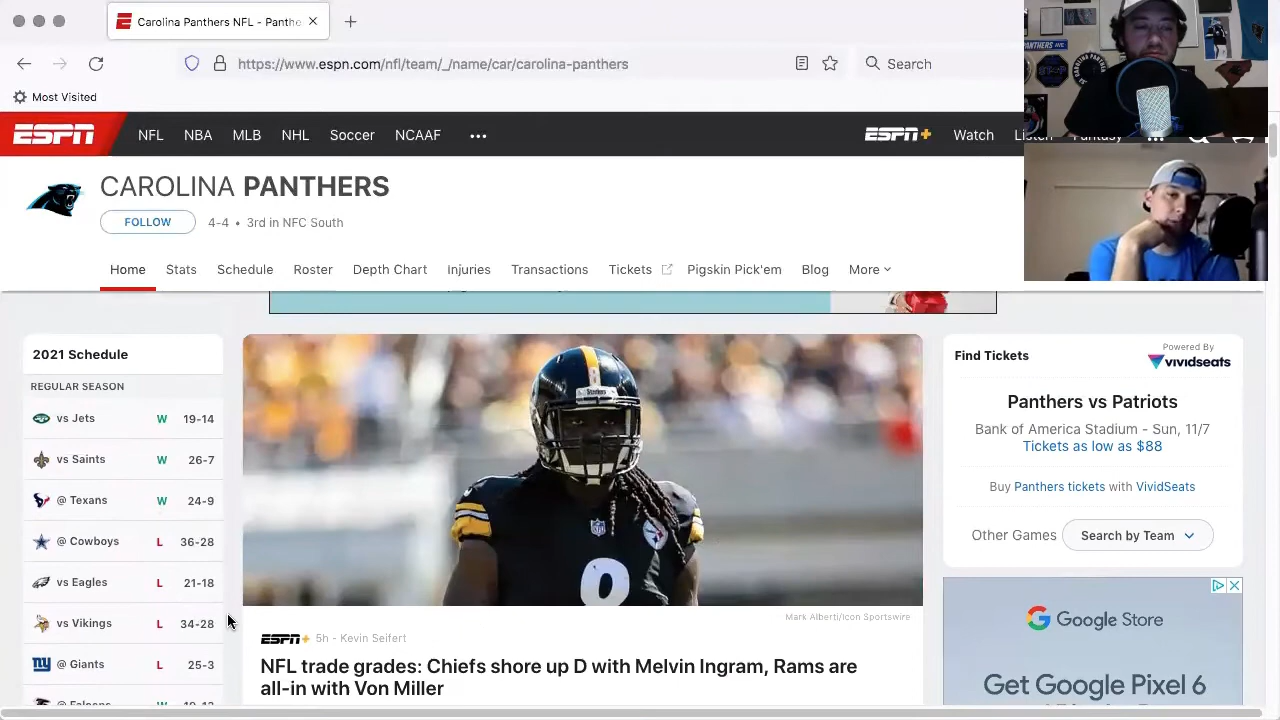 Carolina Panthers NFL - Panthe
https://www.espn.com/nfl/team/_/name/car/carolina-panthers
Search
Most Visited
ESPN
NFL
NBA
MLB
NHL
Soccer
NCAAF
ESPN+
Watch
CAROLINA PANTHERS
FOLLOW
4-4 • 3rd in NFC South
Home
Stats
Schedule
Roster
Depth Chart
Injuries
Transactions
Tickets
Pigskin Pick'em
Blog
More
2021 Schedule
REGULAR SEASON
vs Jets W 19-14
vs Saints W 26-7
@ Texans W 24-9
@ Cowboys L 36-28
vs Eagles L 21-18
vs Vikings L 34-28
@ Giants L 25-3
Steelers
NFL
0
Mark Alberti/Icon Sportswire
ESPN+ 5h - Kevin Seifert
NFL trade grades: Chiefs shore up D with Melvin Ingram, Rams are
all-in with Von Miller
Find Tickets
Powered By
vividseats
Panthers vs Patriots
Bank of America Stadium - Sun, 11/7
Tickets as low as $88
Buy Panthers tickets with VividSeats
Other Games
Search by Team
Google Store
Get Google Pixel 6
PANTHERS AVE